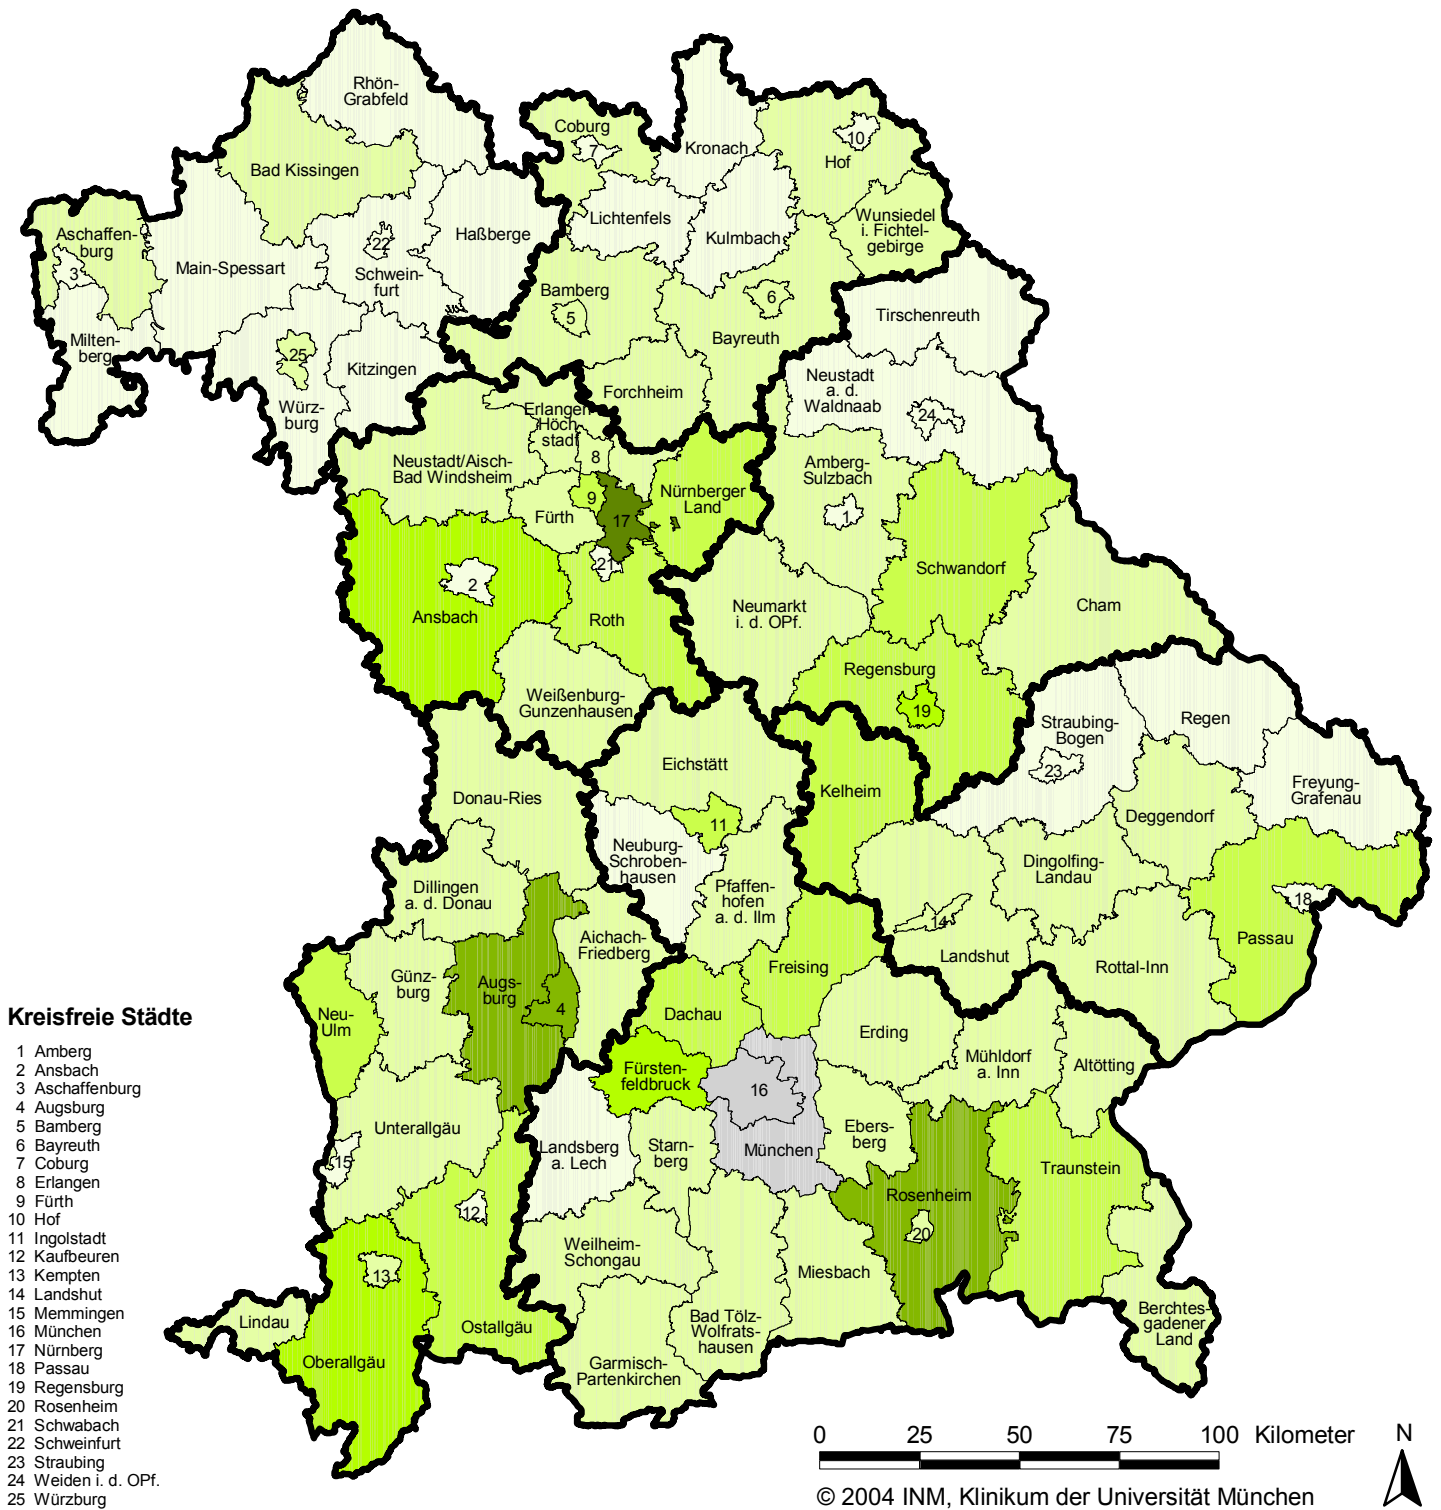 Rhön-
Grabfeld
Coburg
7
Kronach
10
Hof
Bad Kissingen
Lichtenfels
Kulmbach
Wunsiedel
i. Fichtel-
gebirge
Aschaffen-
burg
3
Main-Spessart
22
Schwein-
furt
Haßberge
Bamberg
5
6
Bayreuth
Tirschenreuth
Milten-
berg
25
Kitzingen
Würz-
burg
Forchheim
Neustadt
a. d.
Waldnaab
24
Erlangen
Höch
stadt
8
Neustadt/Aisch-
Bad Windsheim
Nürnberger
Land
Amberg-
Sulzbach
1
9
17
Fürth
21
2
Ansbach
Roth
Schwandorf
Neumarkt
i. d. OPf.
Cham
Regensburg
19
Weißenburg-
Gunzenhausen
Straubing-
Bogen
23
Regen
Eichstätt
Freyung-
Grafenau
Donau-Ries
Kelheim
11
Deggendorf
Neuburg-
Schroben-
hausen
Dingolfing-
Landau
Dillingen
a. d. Donau
Pfaffen-
hofen
a. d. Ilm
18
Passau
14
Landshut
Aichach-
Friedberg
Freising
Rottal-Inn
Günz-
burg
Augs-
burg
4
Neu-
Ulm
Dachau
Erding
Mühldorf
a. Inn
Altötting
Fürsten-
feldbruck
16
München
Unterallgäu
15
Landsberg
a. Lech
Starn-
berg
Ebers-
berg
Traunstein
Rosenheim
20
12
Weilheim-
Schongau
Miesbach
13
Lindau
Oberallgäu
Ostallgäu
Bad Tölz-
Wolfrats-
hausen
Garmisch-
Partenkirchen
Berchtes-
gadener
Land
Kreisfreie Städte
1 Amberg
2 Ansbach
3 Aschaffenburg
4 Augsburg
5 Bamberg
6 Bayreuth
7 Coburg
8 Erlangen
9 Fürth
10 Hof
11 Ingolstadt
12 Kaufbeuren
13 Kempten
14 Landshut
15 Memmingen
16 München
17 Nürnberg
18 Passau
19 Regensburg
20 Rosenheim
21 Schwabach
22 Schweinfurt
23 Straubing
24 Weiden i. d. OPf.
25 Würzburg
0 25 50 75 100 Kilometer
N
© 2004 INM, Klinikum der Universität München